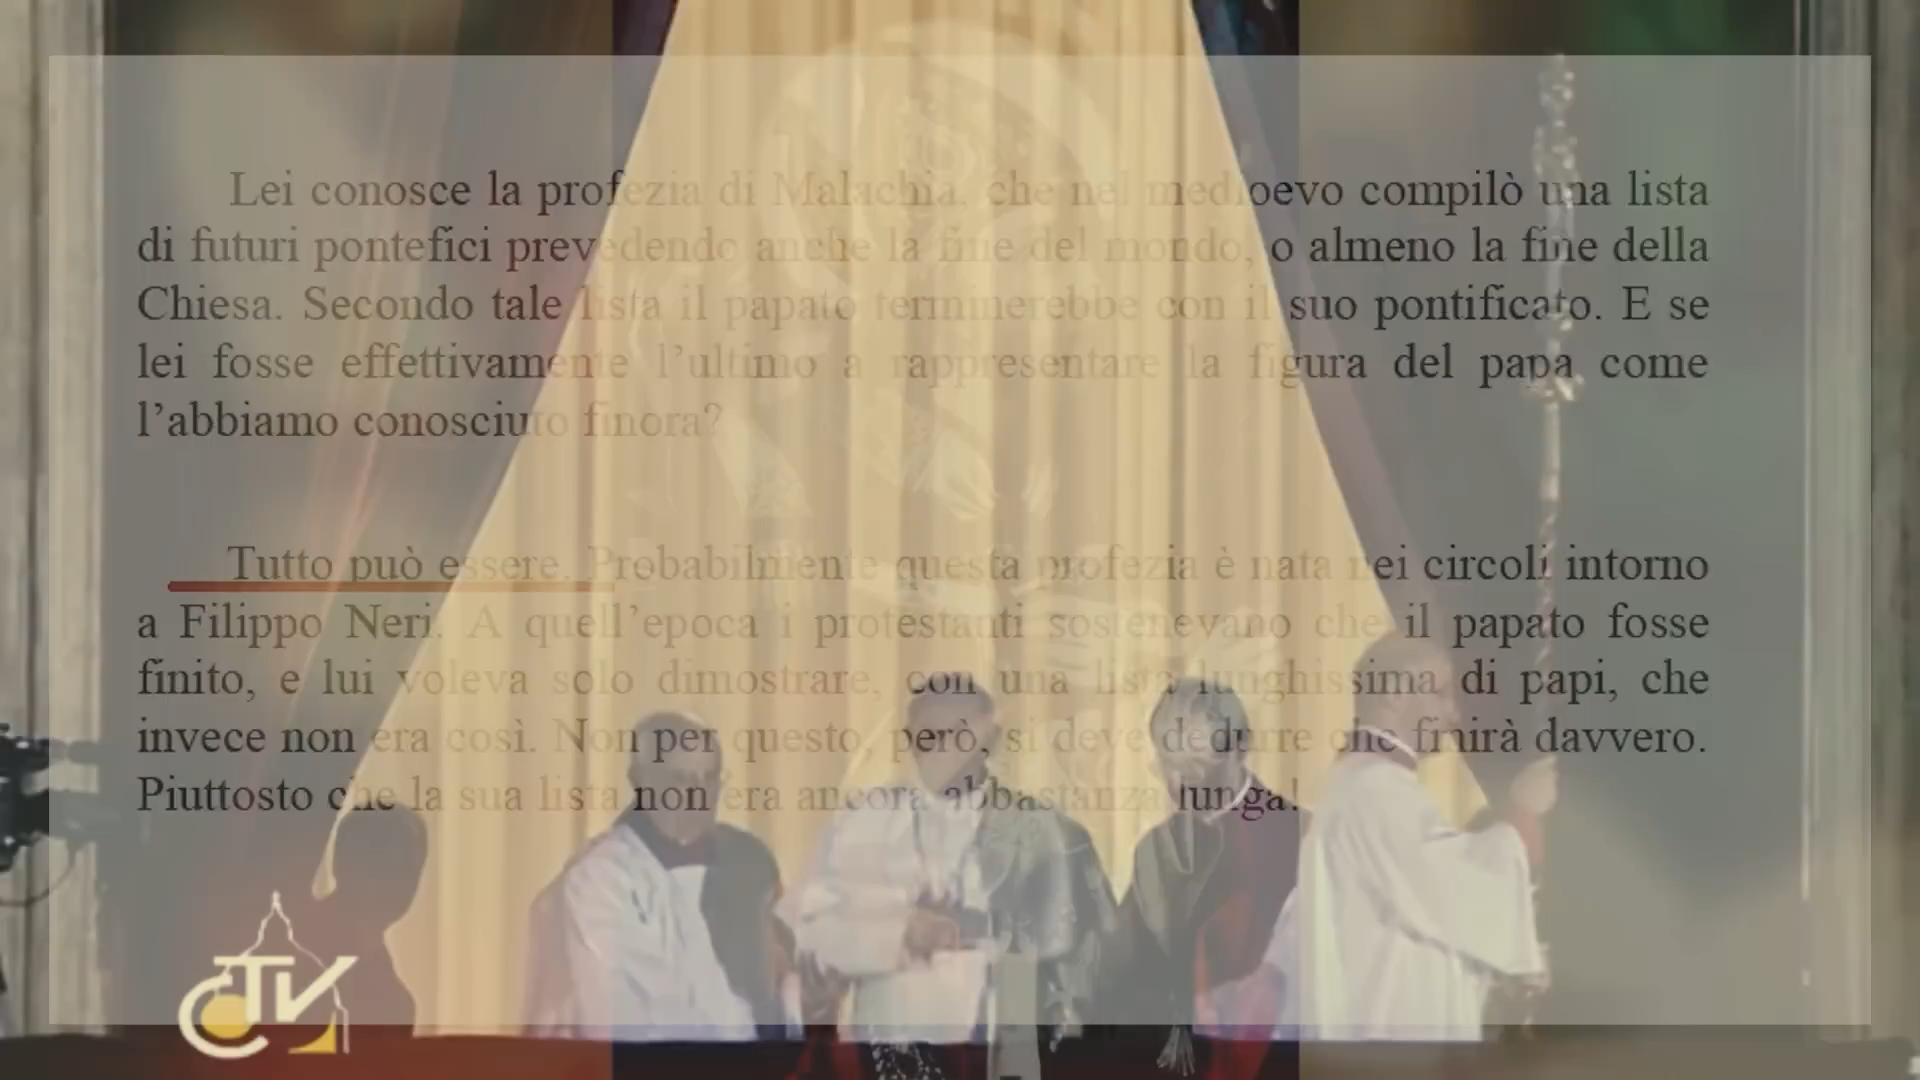 Lei conosce la profezia di Malachia, che nel medioevo compilò una lista
di futuri pontefici prevedendo anche la fine del mondo, o almeno la fine della
Chiesa. Secondo tale lista il papato terminerebbe con il suo pontificato. E se
lei fosse effettivamente l’ultimo a rappresentare la figura del papa come
l’abbiamo conosciuto finora?
Tutto può essere. Probabilmente questa profezia è nata nei circoli intorno
a Filippo Neri. A quell’epoca i protestanti sostenevano che il papato fosse
finito, e lui voleva solo dimostrare, con una lista lunghissima di papi, che
invece non era così. Non per questo, però, si deve dedurre che finirà davvero.
Piuttosto che la sua lista non era ancora abbastanza lunga!
CTV